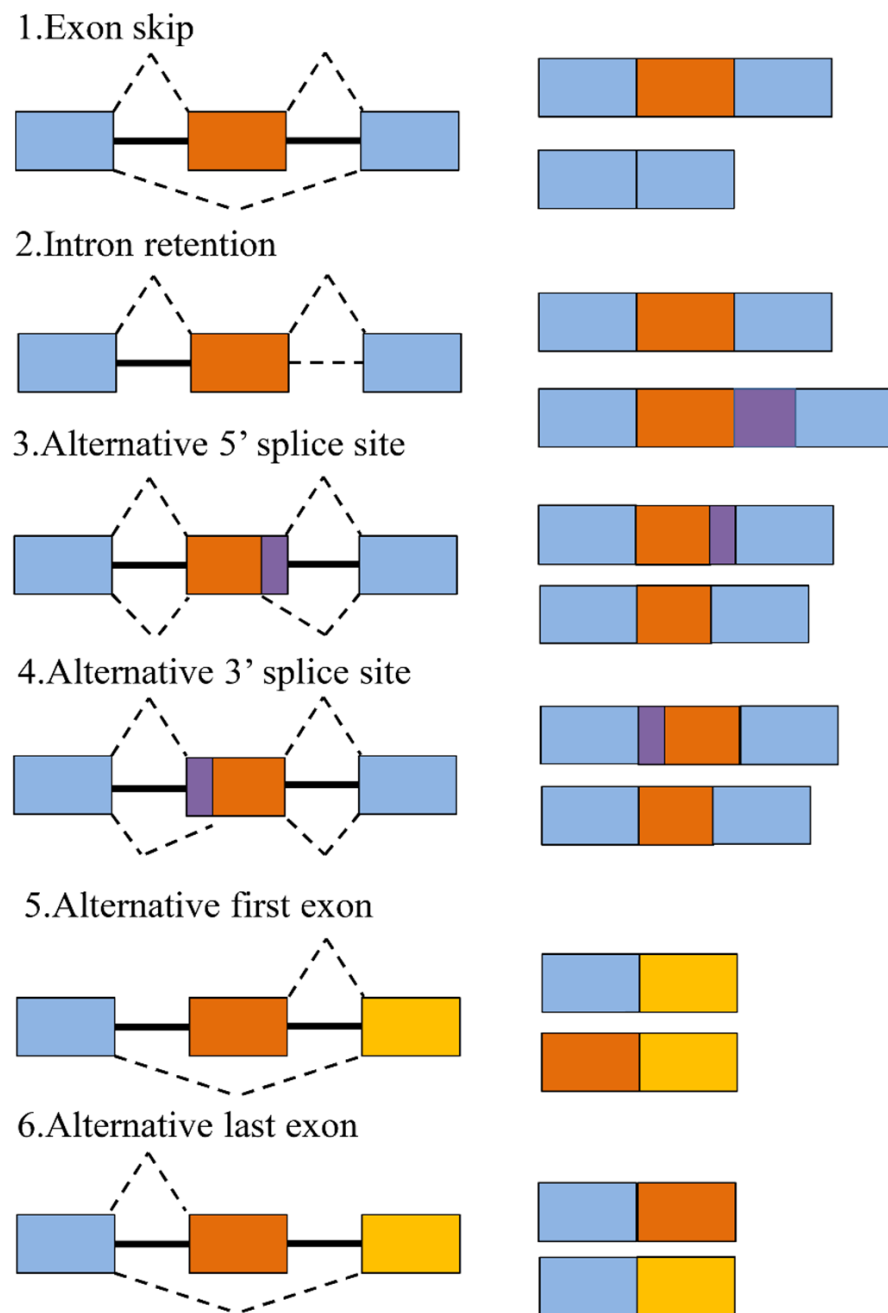 1.Exon skip
2.Intron retention
3.Alternative 5’ splice site
4.Alternative 3’ splice site
5.Alternative first exon
6.Alternative last exon